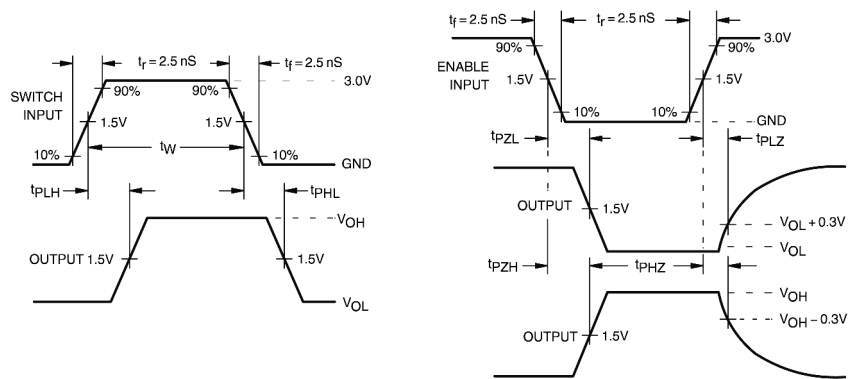 tr = 2.5 nS
tf = 2.5 nS
90%
90%
3.0V
SWITCH
INPUT
1.5V
1.5V
10%
tW
10%
GND
tPLH
tPHL
VOH
OUTPUT 1.5V
1.5V
VOL
tf = 2.5 nS
tr = 2.5 nS
90%
90%
3.0V
ENABLE
INPUT
1.5V
1.5V
10%
10%
GND
tPZL
tPLZ
OUTPUT
1.5V
VOL + 0.3V
VOL
tPZH
tPHZ
VOH
VOH – 0.3V
OUTPUT
1.5V